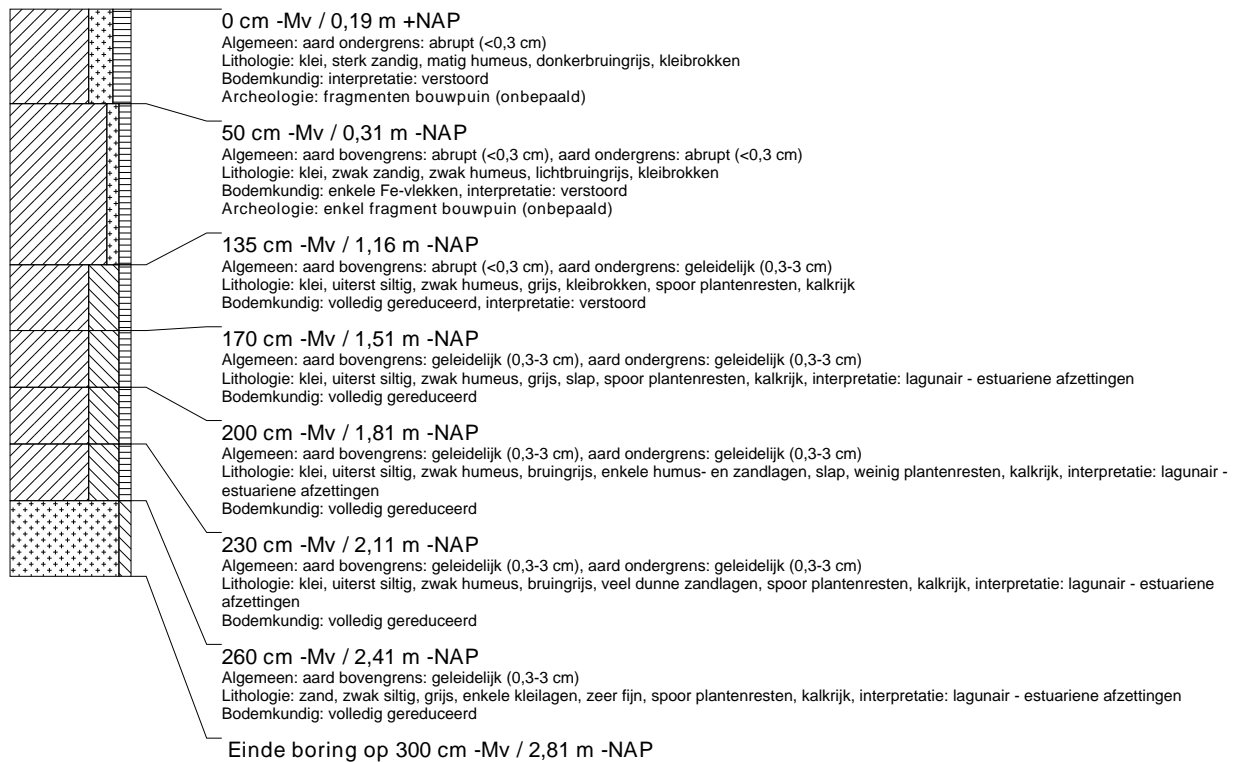 0 cm -Mv / 0,19 m +NAP
Algemeen: aard ondergrens: abrupt (<0,3 cm)
Lithologie: klei, sterk zandig, matig humeus, donkerbruingrijs, kleibrokken
Bodemkundig: interpretatie: verstoord
Archeologie: fragmenten bouwpuin (onbepaald)
50 cm -Mv / 0,31 m -NAP
Algemeen: aard bovengrens: abrupt (<0,3 cm), aard ondergrens: abrupt (<0,3 cm)
Lithologie: klei, zwak zandig, zwak humeus, lichtbruingrijs, kleibrokken
Bodemkundig: enkele Fe-vlekken, interpretatie: verstoord
Archeologie: enkel fragment bouwpuin (onbepaald)
135 cm -Mv / 1,16 m -NAP
Algemeen: aard bovengrens: abrupt (<0,3 cm), aard ondergrens: geleidelijk (0,3-3 cm)
Lithologie: klei, uiterst siltig, zwak humeus, grijs, kleibrokken, spoor plantenresten, kalkrijk
Bodemkundig: volledig gereduceerd, interpretatie: verstoord
170 cm -Mv / 1,51 m -NAP
Algemeen: aard bovengrens: geleidelijk (0,3-3 cm), aard ondergrens: geleidelijk (0,3-3 cm)
Lithologie: klei, uiterst siltig, zwak humeus, grijs, slap, spoor plantenresten, kalkrijk, interpretatie: lagunair - estuariene afzettingen
Bodemkundig: volledig gereduceerd
200 cm -Mv / 1,81 m -NAP
Algemeen: aard bovengrens: geleidelijk (0,3-3 cm), aard ondergrens: geleidelijk (0,3-3 cm)
Lithologie: klei, uiterst siltig, zwak humeus, bruingrijs, enkele humus- en zandlagen, slap, weinig plantenresten, kalkrijk, interpretatie: lagunair -
estuariene afzettingen
Bodemkundig: volledig gereduceerd
230 cm -Mv / 2,11 m -NAP
Algemeen: aard bovengrens: geleidelijk (0,3-3 cm), aard ondergrens: geleidelijk (0,3-3 cm)
Lithologie: klei, uiterst siltig, zwak humeus, bruingrijs, veel dunne zandlagen, spoor plantenresten, kalkrijk, interpretatie: lagunair - estuariene
afzettingen
Bodemkundig: volledig gereduceerd
260 cm -Mv / 2,41 m -NAP
Algemeen: aard bovengrens: geleidelijk (0,3-3 cm)
Lithologie: zand, zwak siltig, grijs, enkele kleilagen, zeer fijn, spoor plantenresten, kalkrijk, interpretatie: lagunair - estuariene afzettingen
Bodemkundig: volledig gereduceerd
Einde boring op 300 cm -Mv / 2,81 m -NAP